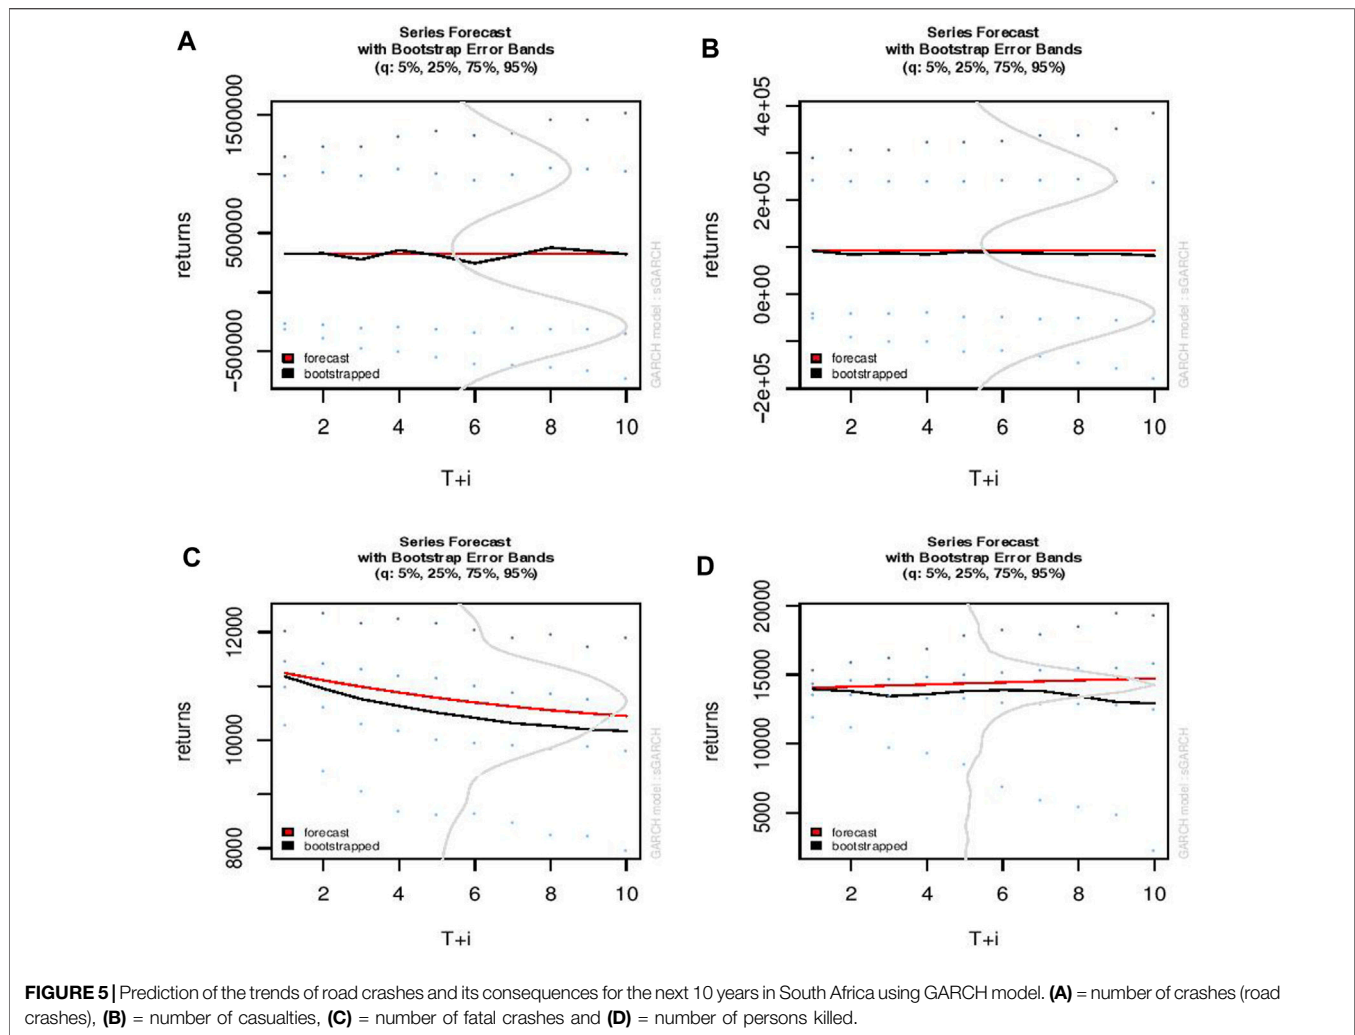 A
Series Forecast
with Bootstrap Error Bands
(q: 5%, 25%, 75%, 95%)
returns
1500000
500000
−500000
forecast
bootstrapped
GARCH model : sGARCH
2 4 6 8 10
T+i
B
Series Forecast
with Bootstrap Error Bands
(q: 5%, 25%, 75%, 95%)
returns
4e+05
2e+05
0e+00
−2e+05
forecast
bootstrapped
GARCH model : sGARCH
2 4 6 8 10
T+i
C
Series Forecast
with Bootstrap Error Bands
(q: 5%, 25%, 75%, 95%)
returns
12000
10000
8000
forecast
bootstrapped
GARCH model : sGARCH
2 4 6 8 10
T+i
D
Series Forecast
with Bootstrap Error Bands
(q: 5%, 25%, 75%, 95%)
returns
20000
15000
10000
5000
forecast
bootstrapped
GARCH model : sGARCH
2 4 6 8 10
T+i
FIGURE 5 | Prediction of the trends of road crashes and its consequences for the next 10 years in South Africa using GARCH model. (A) = number of crashes (road
crashes), (B) = number of casualties, (C) = number of fatal crashes and (D) = number of persons killed.